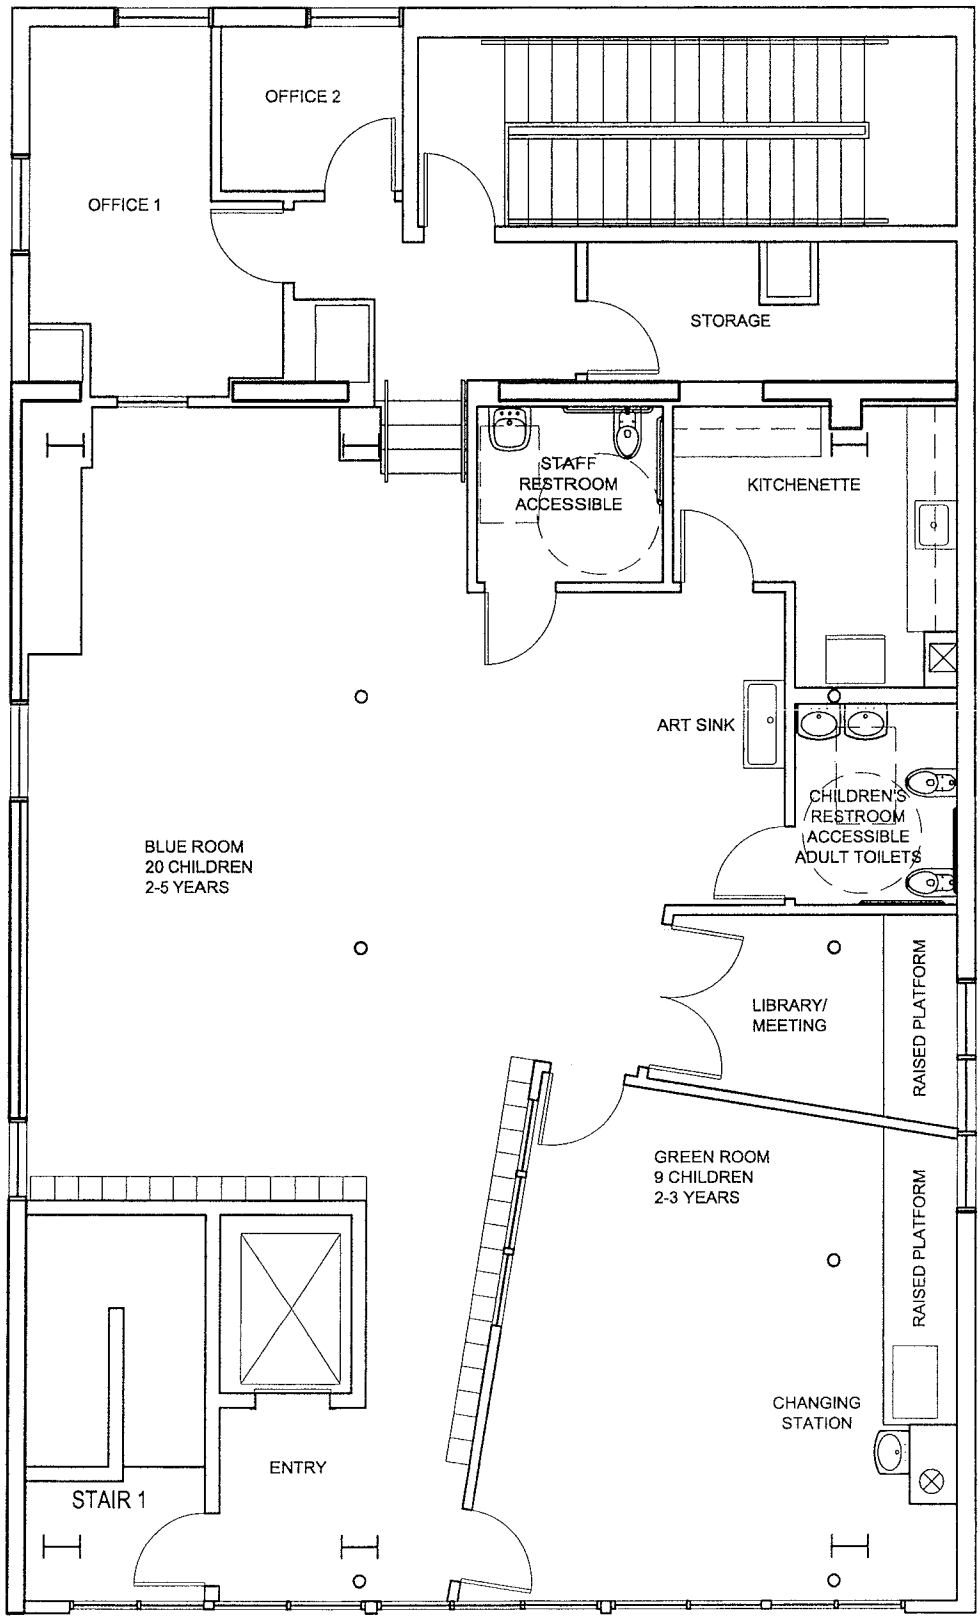 OFFICE 2
OFFICE 1
STORAGE
STAFF
RESTROOM
ACCESSIBLE
KITCHENETTE
ART SINK
CHILDREN'S
RESTROOM
ACCESSIBLE
ADULT TOILETS
BLUE ROOM
20 CHILDREN
2-5 YEARS
LIBRARY/
MEETING
RAISED PLATFORM
GREEN ROOM
9 CHILDREN
2-3 YEARS
RAISED PLATFORM
CHANGING
STATION
ENTRY
STAIR 1